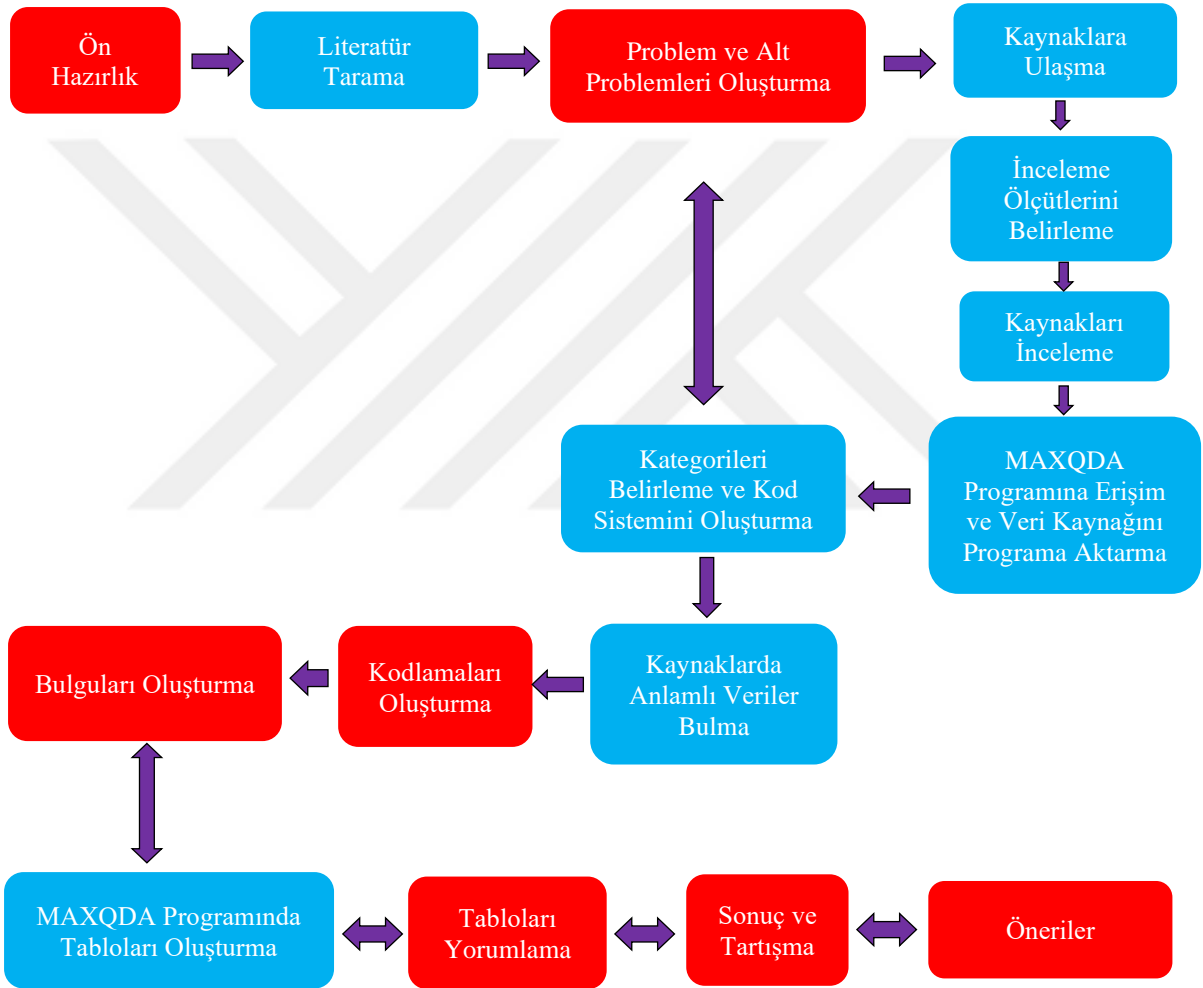 Ön
Hazırlık
Literatür
Tarama
Problem ve Alt
Problemleri Oluşturma
Kaynaklara
Ulaşma
İnceleme
Ölçütlerini
Belirleme
Kaynakları
İnceleme
MAXQDA
Programına Erişim
ve Veri Kaynağını
Programa Aktarma
Kategorileri
Belirleme ve Kod
Sistemini Oluşturma
Kaynaklarda
Anlamlı Veriler
Bulma
Kodlamaları
Oluşturma
Bulguları Oluşturma
MAXQDA Programında
Tabloları Oluşturma
Tabloları
Yorumlama
Sonuç ve
Tartışma
Öneriler